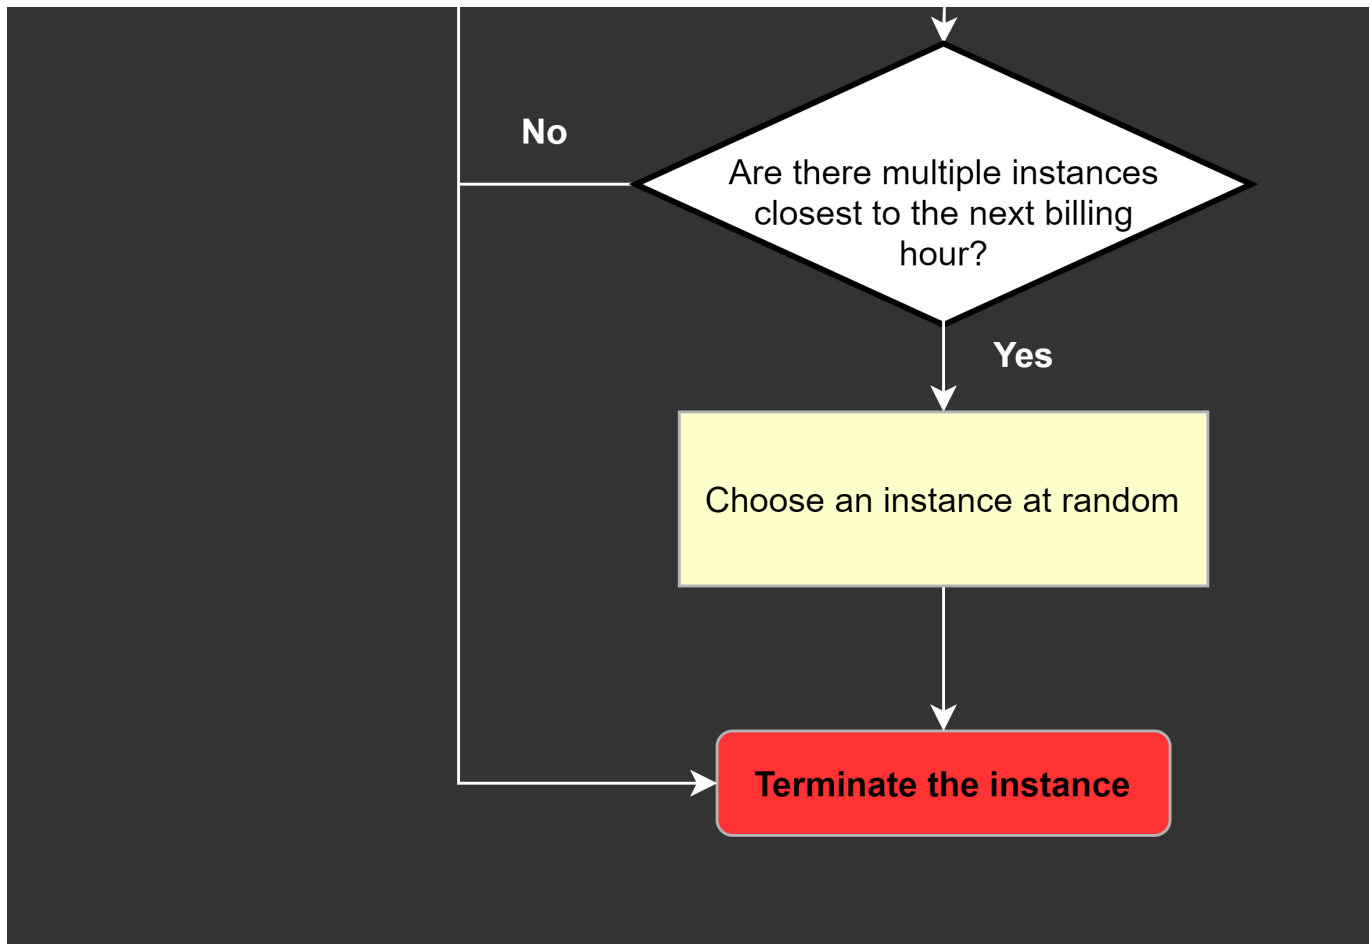 No
Are there multiple instances
closest to the next billing
hour?
Yes
Choose an instance at random
Terminate the instance